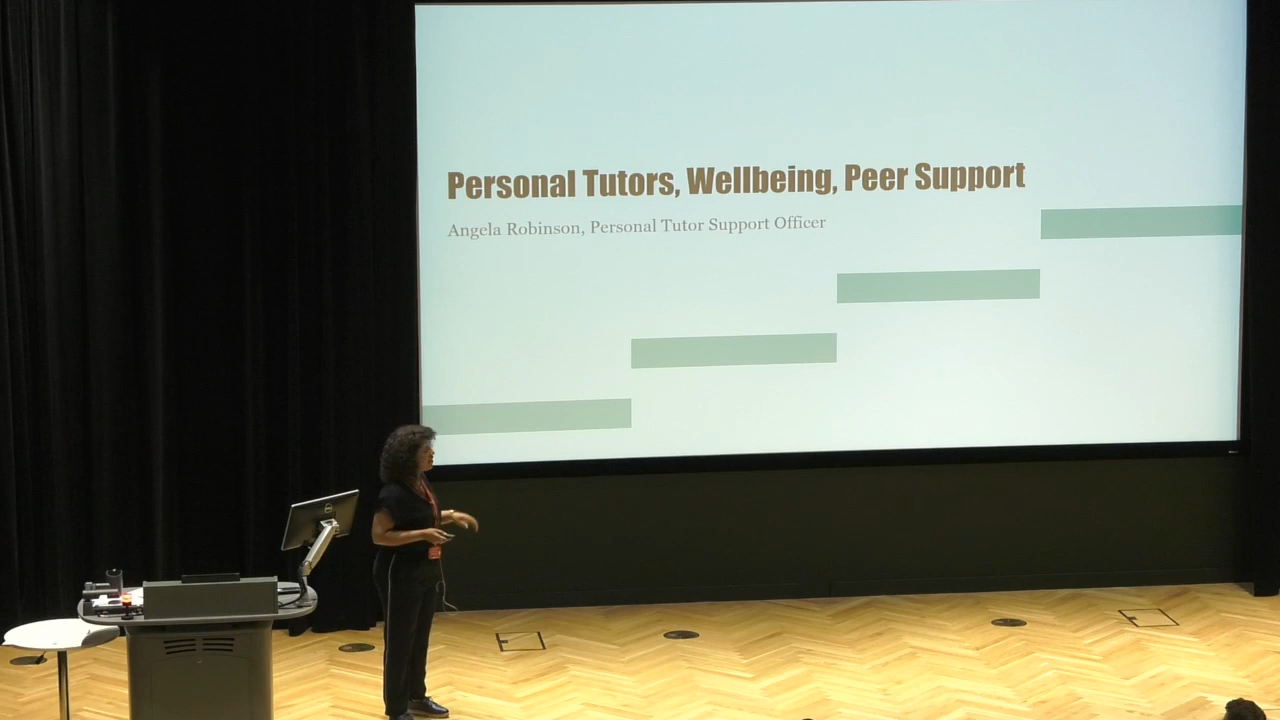 Personal Tutors, Wellbeing, Peer Support
Angela Robinson, Personal Tutor Support Officer